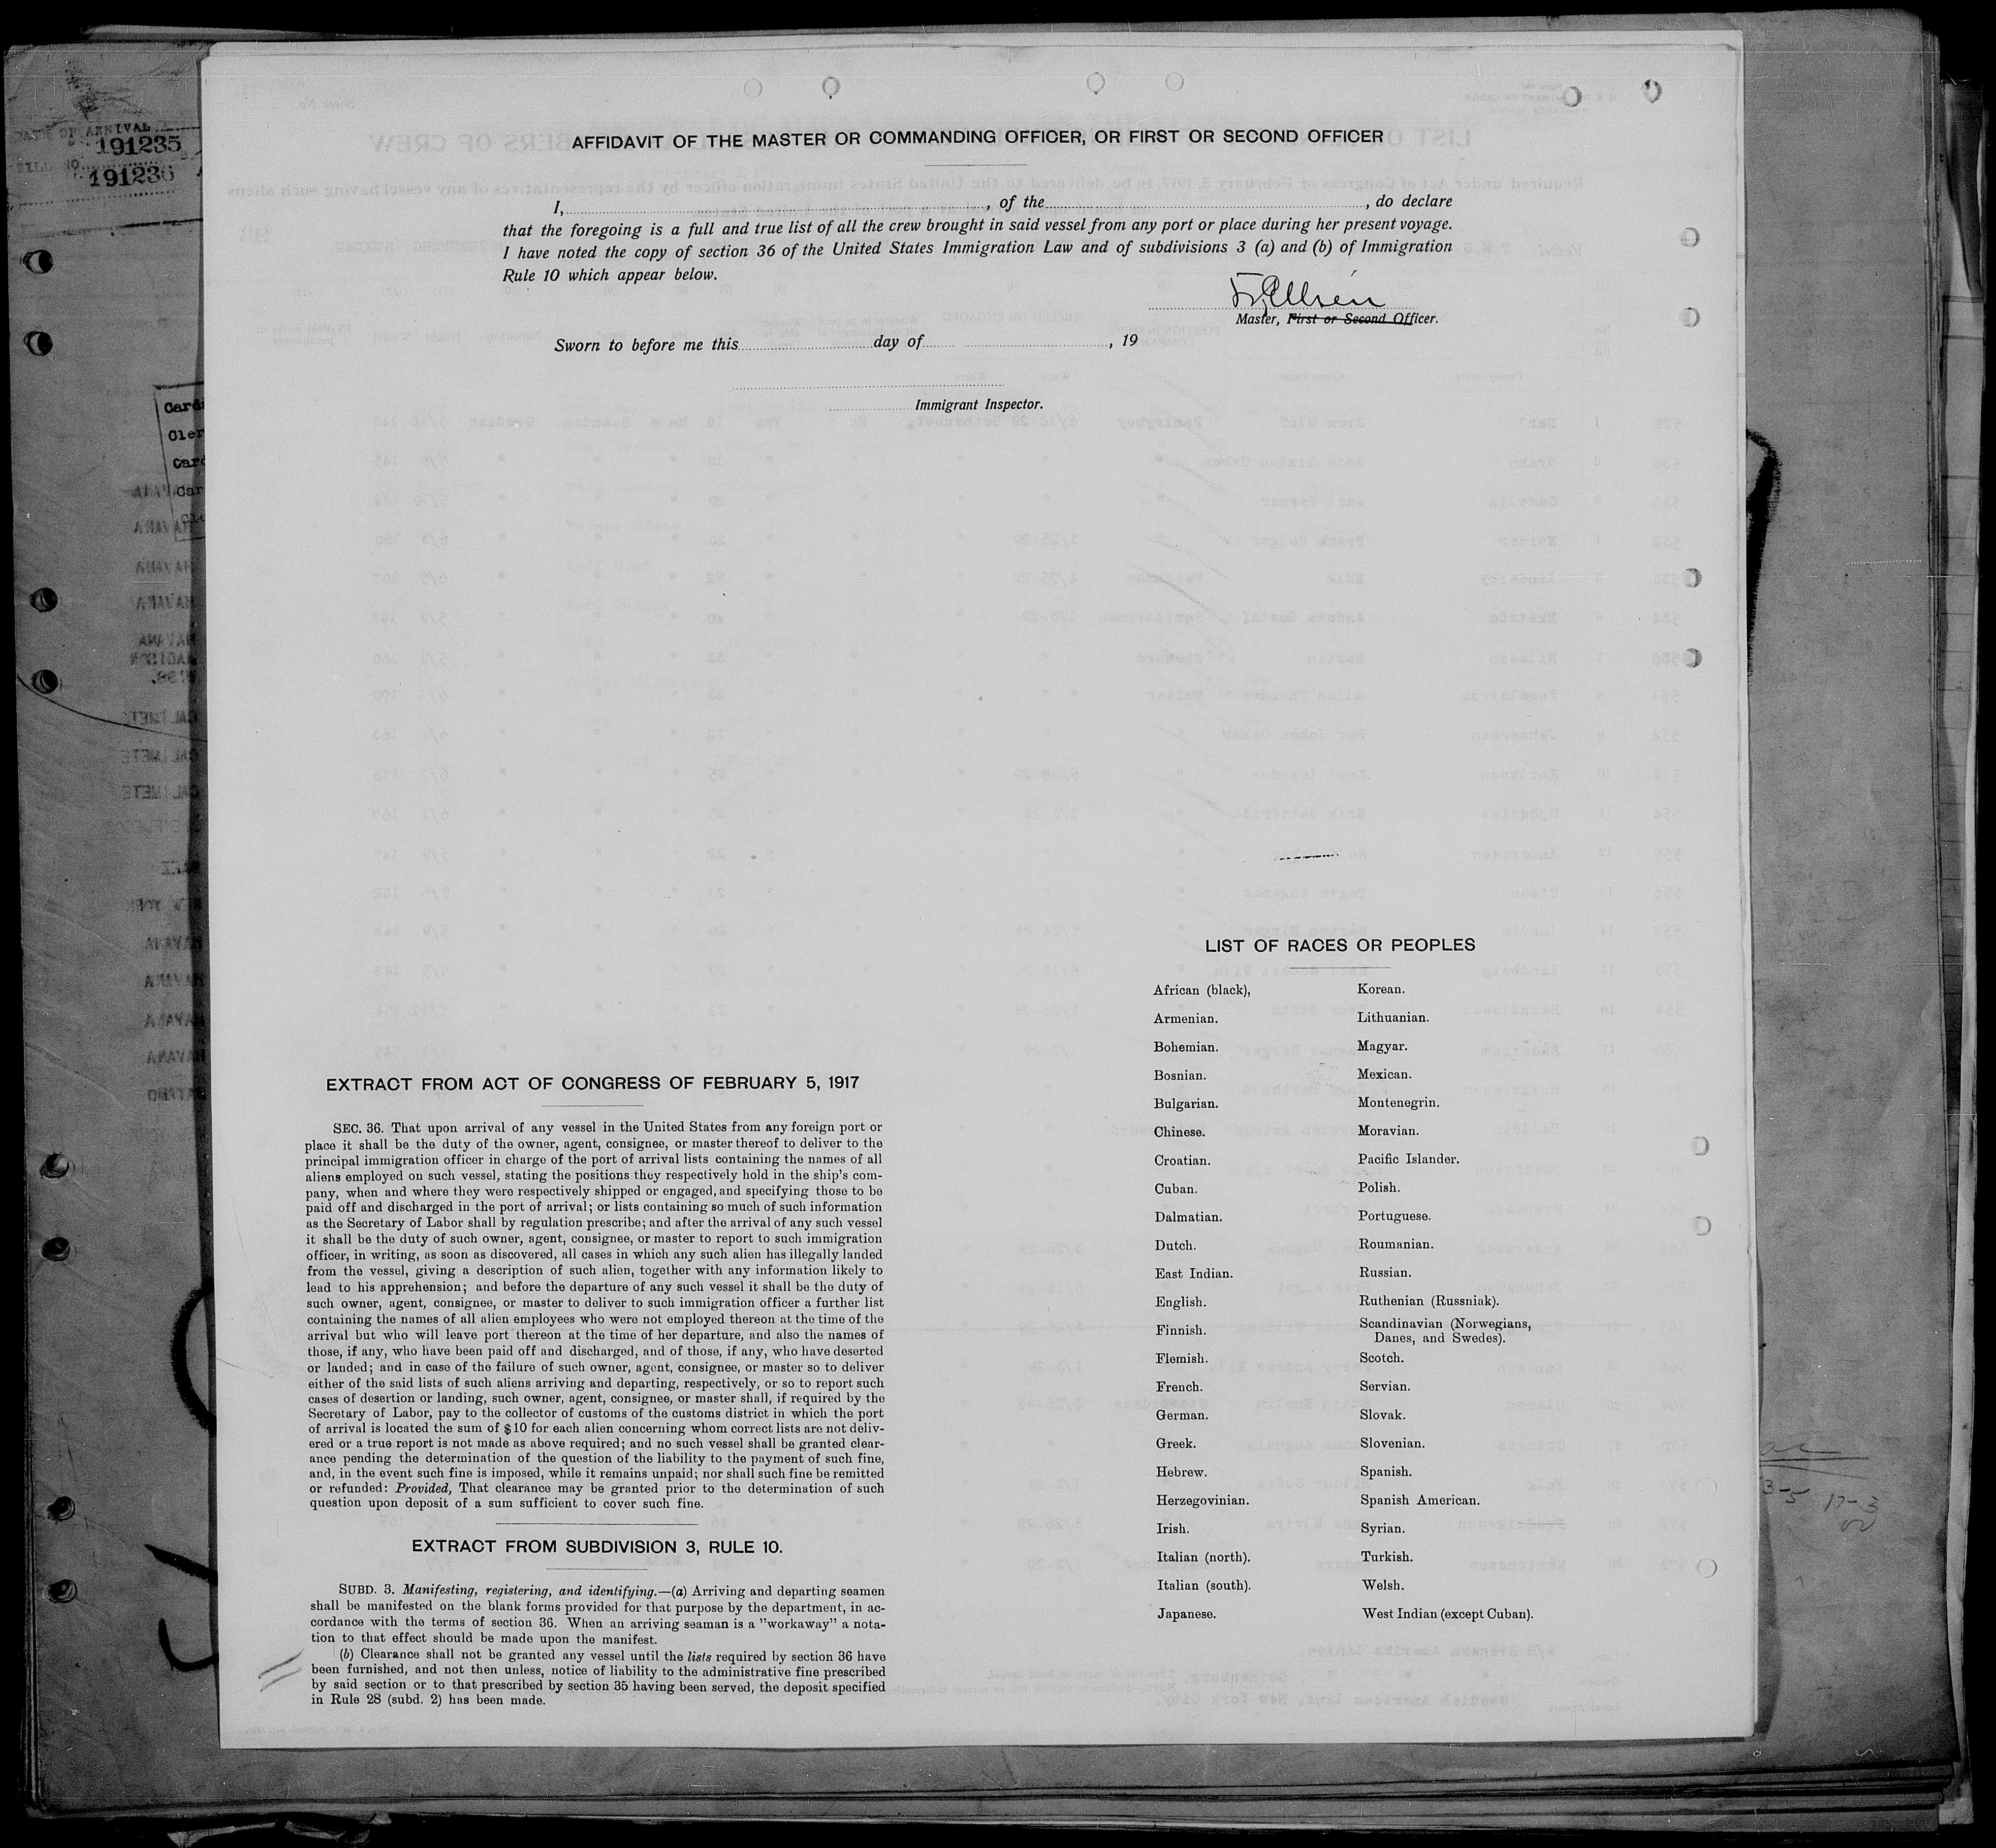 DATE OF ARRIVAL
191235
191236
AFFIDAVIT OF THE MASTER OR COMMANDING OFFICER, OR FIRST OR SECOND OFFICER
I, , of the , do declare
that the foregoing is a full and true list of all the crew brought in said vessel from any port or place during her present voyage.
I have noted the copy of section 36 of the United States Immigration Law and of subdivisions 3 (a) and (b) of Immigration
Rule 10 which appear below.
Master, First or Second Officer.
Sworn to before me this day of , 19
Immigrant Inspector.
EXTRACT FROM ACT OF CONGRESS OF FEBRUARY 5, 1917
SEC. 36. That upon arrival of any vessel in the United States from any foreign port or
place it shall be the duty of the owner, agent, consignee, or master thereof to deliver to the
principal immigration officer in charge of the port of arrival lists containing the names of all
aliens employed on such vessel, stating the positions they respectively hold in the ship's com-
pany, when and where they were respectively shipped or engaged, and specifying those to be
paid off and discharged in the port of arrival; or lists containing so much of such information
as the Secretary of Labor shall by regulation prescribe; and after the arrival of any such vessel
it shall be the duty of such owner, agent, consignee, or master to report to such immigration
officer, in writing, as soon as discovered, all cases in which any such alien has illegally landed
from the vessel, giving a description of such alien, together with any information likely to
lead to his apprehension; and before the departure of any such vessel it shall be the duty of
such owner, agent, consignee, or master to deliver to such immigration officer a further list
containing the names of all alien employees who were not employed thereon at the time of the
arrival but who will leave port thereon at the time of her departure, and also the names of
those, if any, who have been paid off and discharged, and of those, if any, who have deserted
or landed; and in case of the failure of such owner, agent, consignee, or master so to deliver
either of the said lists of such aliens arriving and departing, respectively, or so to report such
cases of desertion or landing, such owner, agent, consignee, or master shall, if required by the
Secretary of Labor, pay to the collector of customs of the customs district in which the port
of arrival is located the sum of $10 for each alien concerning whom correct lists are not deliv-
ered or a true report is not made as above required; and no such vessel shall be granted clear-
ance pending the determination of the question of the liability to the payment of such fine,
and, in the event such fine is imposed, while it remains unpaid; nor shall such fine be remitted
or refunded: Provided, That clearance may be granted prior to the determination of such
question upon deposit of a sum sufficient to cover such fine.
EXTRACT FROM SUBDIVISION 3, RULE 10.
SUBD. 3. Manifesting, registering, and identifying.—(a) Arriving and departing seamen
shall be manifested on the blank forms provided for that purpose by the department, in ac-
cordance with the terms of section 36. When an arriving seaman is a "workaway" a nota-
tion to that effect should be made upon the manifest.
(b) Clearance shall not be granted any vessel until the lists required by section 36 have
been furnished, and not then unless, notice of liability to the administrative fine prescribed
by said section or to that prescribed by section 35 having been served, the deposit specified
in Rule 28 (subd. 2) has been made.
LIST OF RACES OR PEOPLES
African (black),
Armenian.
Bohemian.
Bosnian.
Bulgarian.
Chinese.
Croatian.
Cuban.
Dalmatian.
Dutch.
East Indian.
English.
Finnish.
Flemish.
French.
German.
Greek.
Hebrew.
Herzegovinian.
Irish.
Italian (north).
Italian (south).
Japanese.
Korean.
Lithuanian.
Magyar.
Mexican.
Montenegrin.
Moravian.
Pacific Islander.
Polish.
Portuguese.
Roumanian.
Russian.
Ruthenian (Russniak).
Scandinavian (Norwegians,
Danes, and Swedes).
Scotch.
Servian.
Slovak.
Slovenian.
Spanish.
Spanish American.
Syrian.
Turkish.
Welsh.
West Indian (except Cuban).